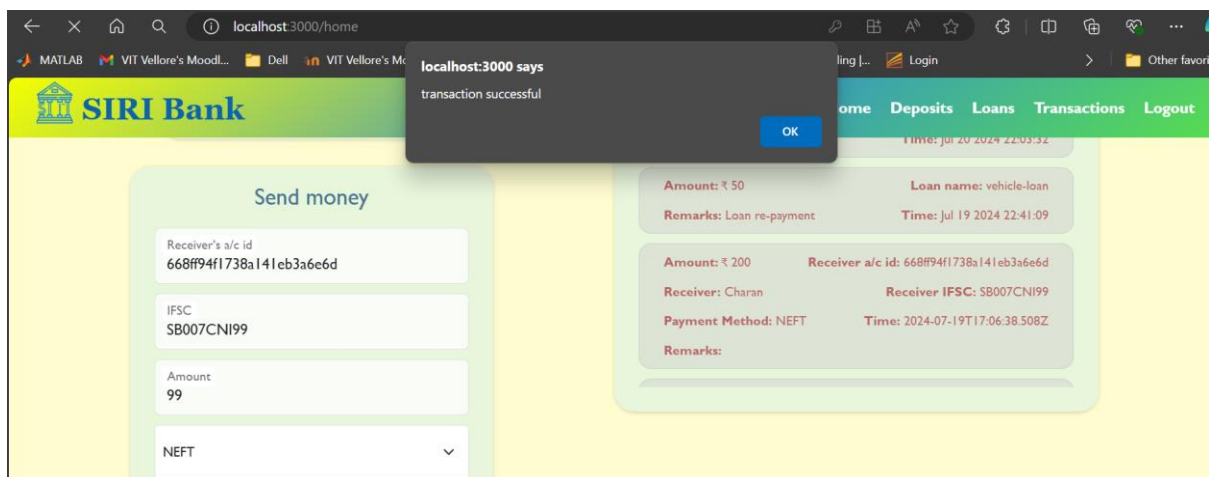 localhost:3000/home
MATLAB VIT Vellore's Moodl... Dell VIT Vellore's Mo ling |... Login Other favori
localhost:3000 says
transaction successful
OK
SIRI Bank
ome Deposits Loans Transactions Logout
Time: Jul 20 2024 22:03:32
Send money
Receiver's a/c id
668ff94f1738a141eb3a6e6d
IFSC
SB007CNI99
Amount
99
NEFT
Amount: ₹ 50 Loan name: vehicle-loan
Remarks: Loan re-payment Time: Jul 19 2024 22:41:09
Amount: ₹ 200 Receiver a/c id: 668ff94f1738a141eb3a6e6d
Receiver: Charan Receiver IFSC: SB007CNI99
Payment Method: NEFT Time: 2024-07-19T17:06:38.508Z
Remarks: